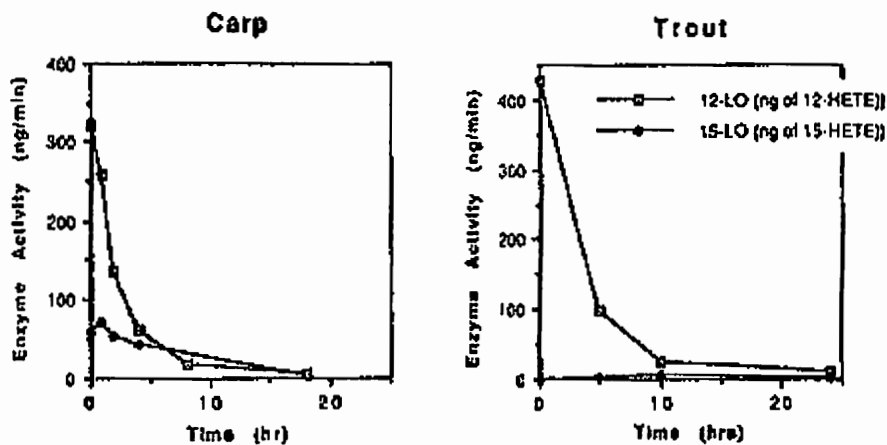 Carp
Enzyme Activity (ng/min)
400
300
200
100
0
0
10
20
Time (hr)
Trout
Enzyme Activity (ng/min)
400
300
200
100
0
0
10
20
Time (hrs)
12-LO (ng of 12-HETE))
15-LO (ng of 15-HETE))